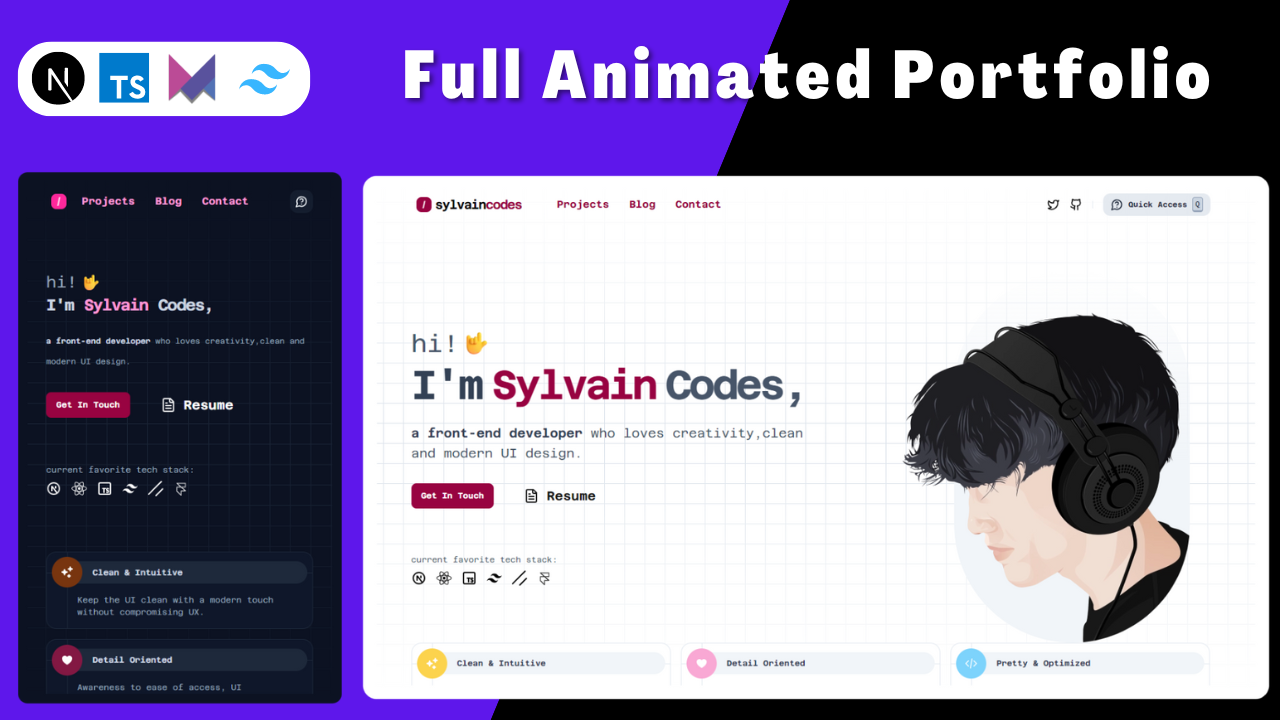 Full Animated Portfolio
N TS
/ Projects Blog Contact
hi!
I'm Sylvain Codes,
a front-end developer who loves creativity,clean and
modern UI design.
Get In Touch Resume
current favorite tech stack:
N TS
Clean & Intuitive
Keep the UI clean with a modern touch
without compromising UX.
Detail Oriented
Awareness to ease of access, UI
/ sylvaincodes Projects Blog Contact Quick Access Q
hi!
I'm Sylvain Codes,
a front-end developer who loves creativity,clean
and modern UI design.
Get In Touch Resume
current favorite tech stack:
N TS
Clean & Intuitive
Detail Oriented
Pretty & Optimized